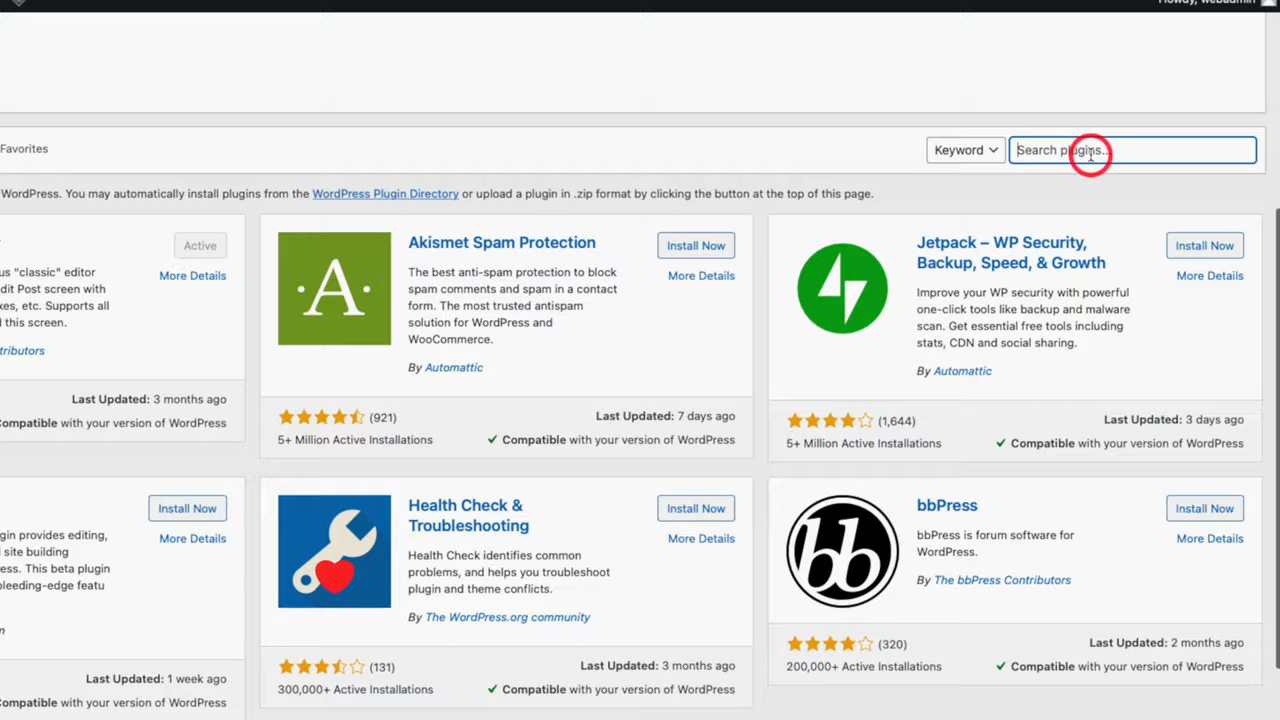 Howdy, webadmin
Favorites
Keyword
Search plugins...
WordPress. You may automatically install plugins from the WordPress Plugin Directory or upload a plugin in .zip format by clicking the button at the top of this page.
Active
More Details
us "classic" editor
dit Post screen with
xes, etc. Supports all
d this screen.
tributors
Last Updated: 3 months ago
Compatible with your version of WordPress
A
Akismet Spam Protection
Install Now
More Details
The best anti-spam protection to block
spam comments and spam in a contact
form. The most trusted antispam
solution for WordPress and
WooCommerce.
By Automattic
(921)
Last Updated: 7 days ago
5+ Million Active Installations
Compatible with your version of WordPress
Jetpack – WP Security,
Backup, Speed, & Growth
Install Now
More Details
Improve your WP security with powerful
one-click tools like backup and malware
scan. Get essential free tools including
stats, CDN and social sharing.
By Automattic
(1,644)
Last Updated: 3 days ago
5+ Million Active Installations
Compatible with your version of WordPress
Install Now
More Details
gin provides editing,
site building
ess. This beta plugin
bleeding-edge featu
n
Last Updated: 1 week ago
Compatible with your version of WordPress
Health Check &
Troubleshooting
Install Now
More Details
Health Check identifies common
problems, and helps you troubleshoot
plugin and theme conflicts.
By The WordPress.org community
(131)
Last Updated: 3 months ago
300,000+ Active Installations
Compatible with your version of WordPress
bb
bbPress
Install Now
More Details
bbPress is forum software for
WordPress.
By The bbPress Contributors
(320)
Last Updated: 2 months ago
200,000+ Active Installations
Compatible with your version of WordPress